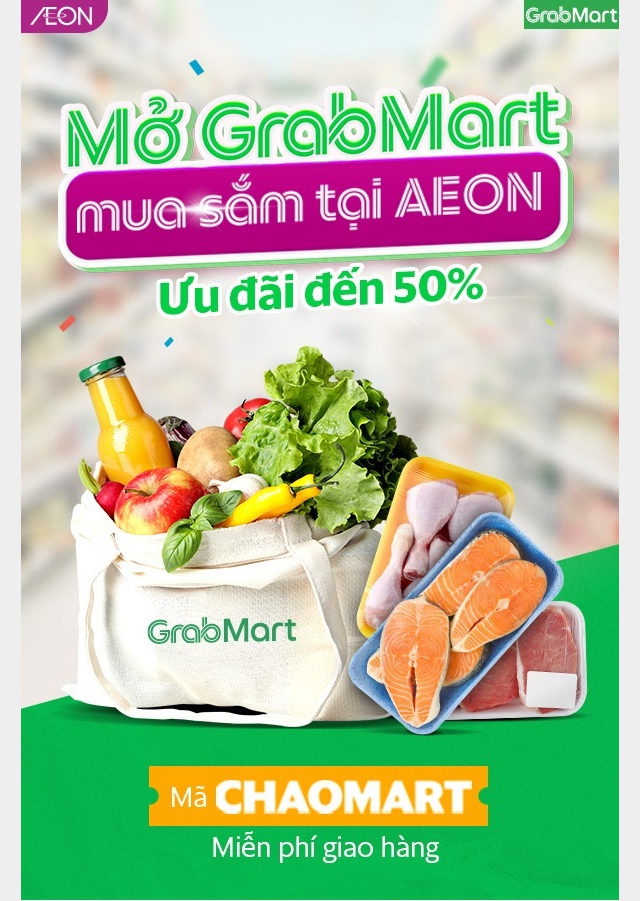 ÆON
GrabMart
Mở GrabMart
mua sắm tại AEON
Ưu đãi đến 50%
GrabMart
Mã CHAOMART
Miễn phí giao hàng